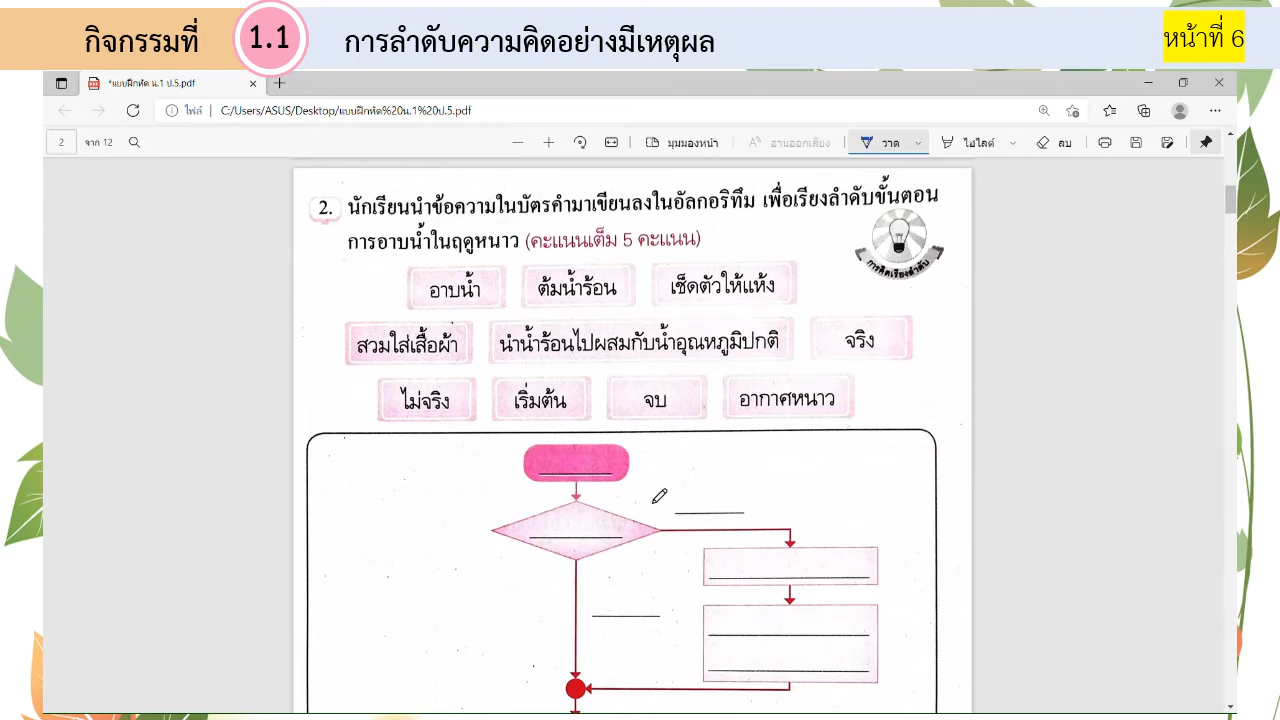 กิจกรรมที่ 1.1 การลำดับความคิดอย่างมีเหตุผล หน้าที่ 6
*แบบฝึกหัด น.1 ป.5.pdf
ไฟล์ C:/Users/ASUS/Desktop/แบบฝึกหัด%20น.1%20ป.5.pdf
2 จาก 12 มุมมองหน้า อ่านออกเสียง วาด ไฮไลต์ ลบ
2. นักเรียนนำข้อความในบัตรคำมาเขียนลงในอัลกอริทึม เพื่อเรียงลำดับขั้นตอน
การอาบน้ำในฤดูหนาว (คะแนนเต็ม 5 คะแนน)
การคิดเรียงลำดับ
อาบน้ำ ต้มน้ำร้อน เช็ดตัวให้แห้ง
สวมใส่เสื้อผ้า นำน้ำร้อนไปผสมกับน้ำอุณหภูมิปกติ จริง
ไม่จริง เริ่มต้น จบ อากาศหนาว